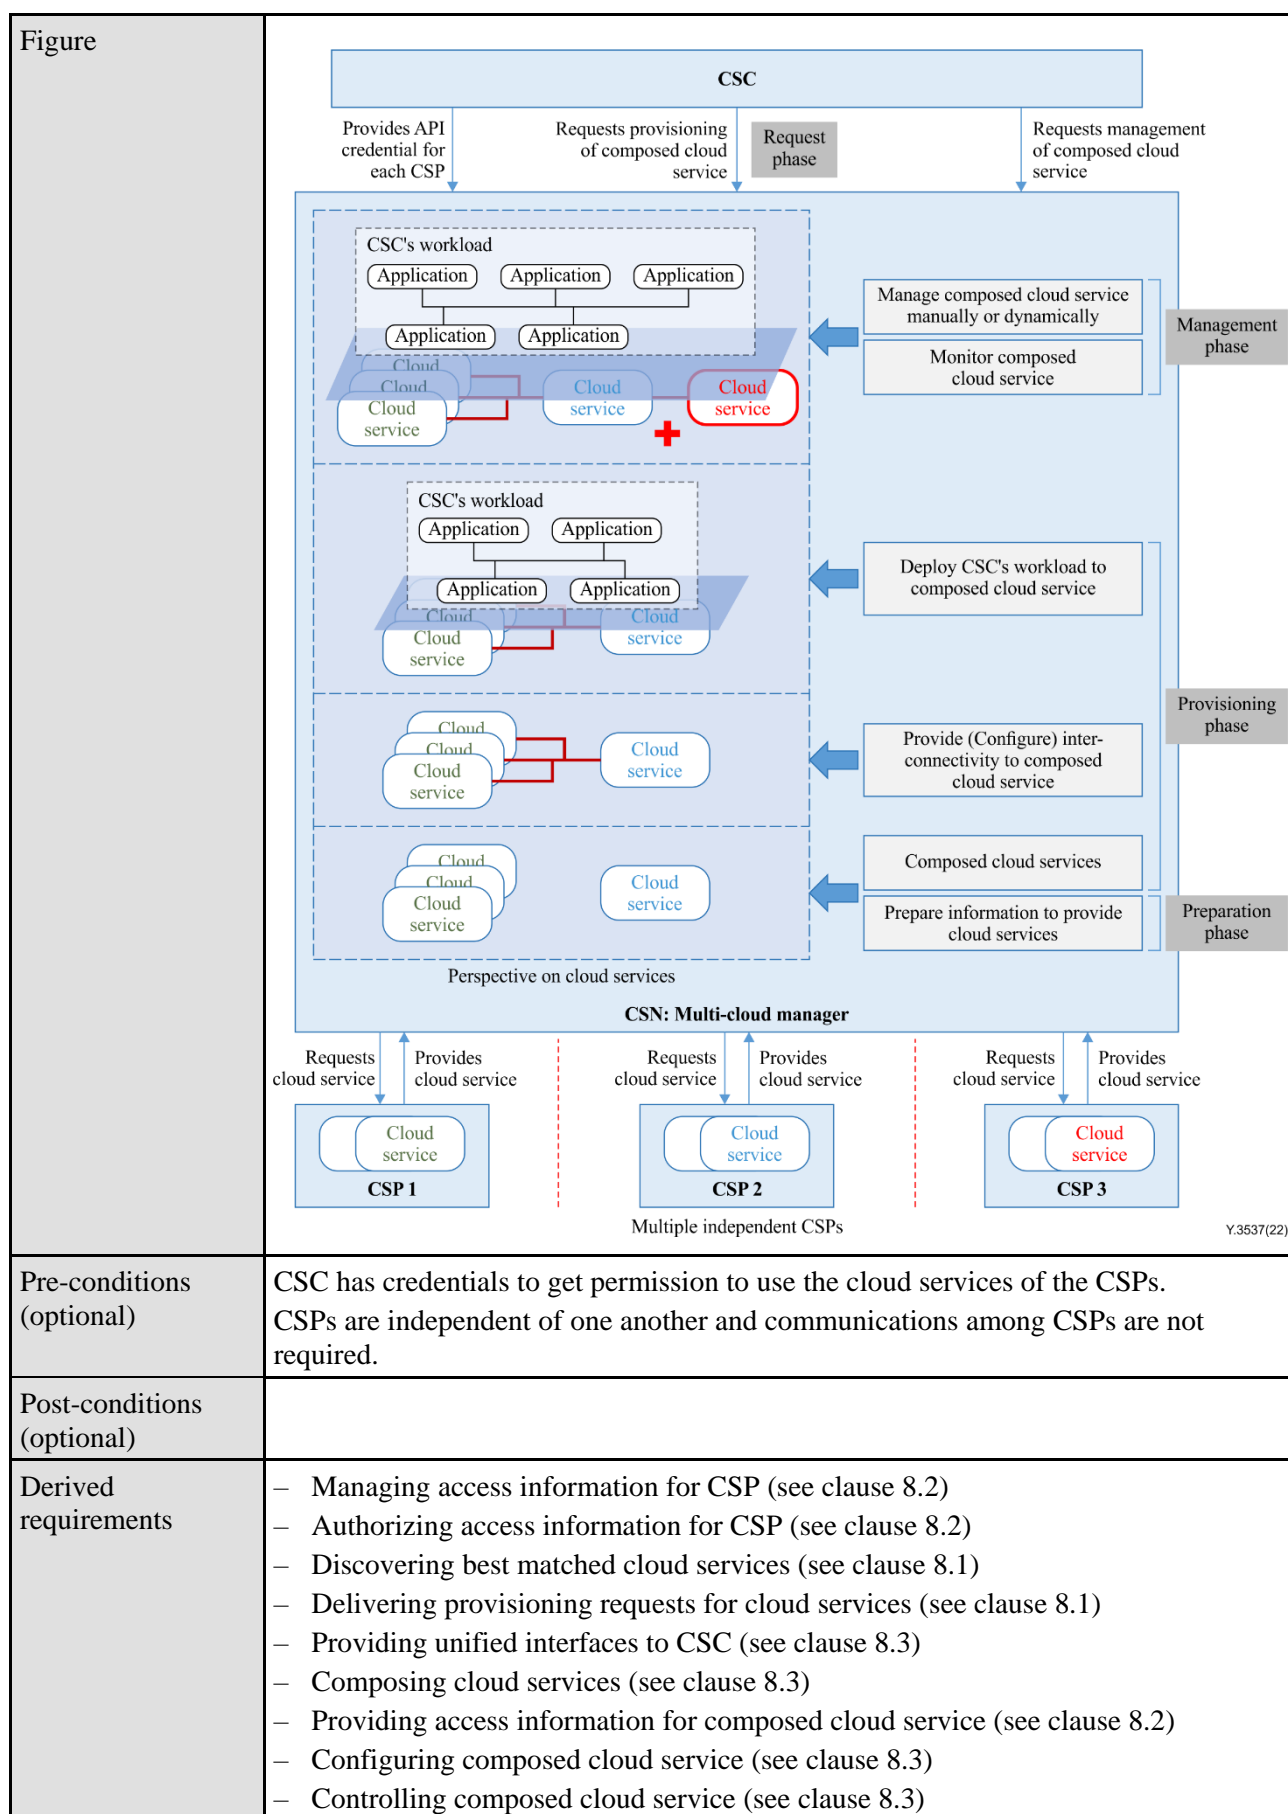 Figure
CSC
Provides API
credential for
each CSP
Requests provisioning
of composed cloud
service
Request
phase
Requests management
of composed cloud
service
CSC's workload
Application
Application
Application
Application
Application
Cloud
Cloud
Cloud
service
Cloud
service
Cloud
service
Manage composed cloud service
manually or dynamically
Monitor composed
cloud service
Management
phase
CSC's workload
Application
Application
Application
Application
Cloud
Cloud
service
Cloud
service
Deploy CSC's workload to
composed cloud service
Provisioning
phase
Cloud
Cloud
Cloud
service
Cloud
service
Provide (Configure) inter-
connectivity to composed
cloud service
Cloud
Cloud
Cloud
service
Cloud
service
Composed cloud services
Prepare information to provide
cloud services
Preparation
phase
Perspective on cloud services
CSN: Multi-cloud manager
Requests
cloud service
Provides
cloud service
Requests
cloud service
Provides
cloud service
Requests
cloud service
Provides
cloud service
Cloud
service
CSP 1
Cloud
service
CSP 2
Cloud
service
CSP 3
Multiple independent CSPs
Y.3537(22)
Pre-conditions
(optional)
CSC has credentials to get permission to use the cloud services of the CSPs.
CSPs are independent of one another and communications among CSPs are not
required.
Post-conditions
(optional)
Derived
requirements
– Managing access information for CSP (see clause 8.2)
– Authorizing access information for CSP (see clause 8.2)
– Discovering best matched cloud services (see clause 8.1)
– Delivering provisioning requests for cloud services (see clause 8.1)
– Providing unified interfaces to CSC (see clause 8.3)
– Composing cloud services (see clause 8.3)
– Providing access information for composed cloud service (see clause 8.2)
– Configuring composed cloud service (see clause 8.3)
– Controlling composed cloud service (see clause 8.3)